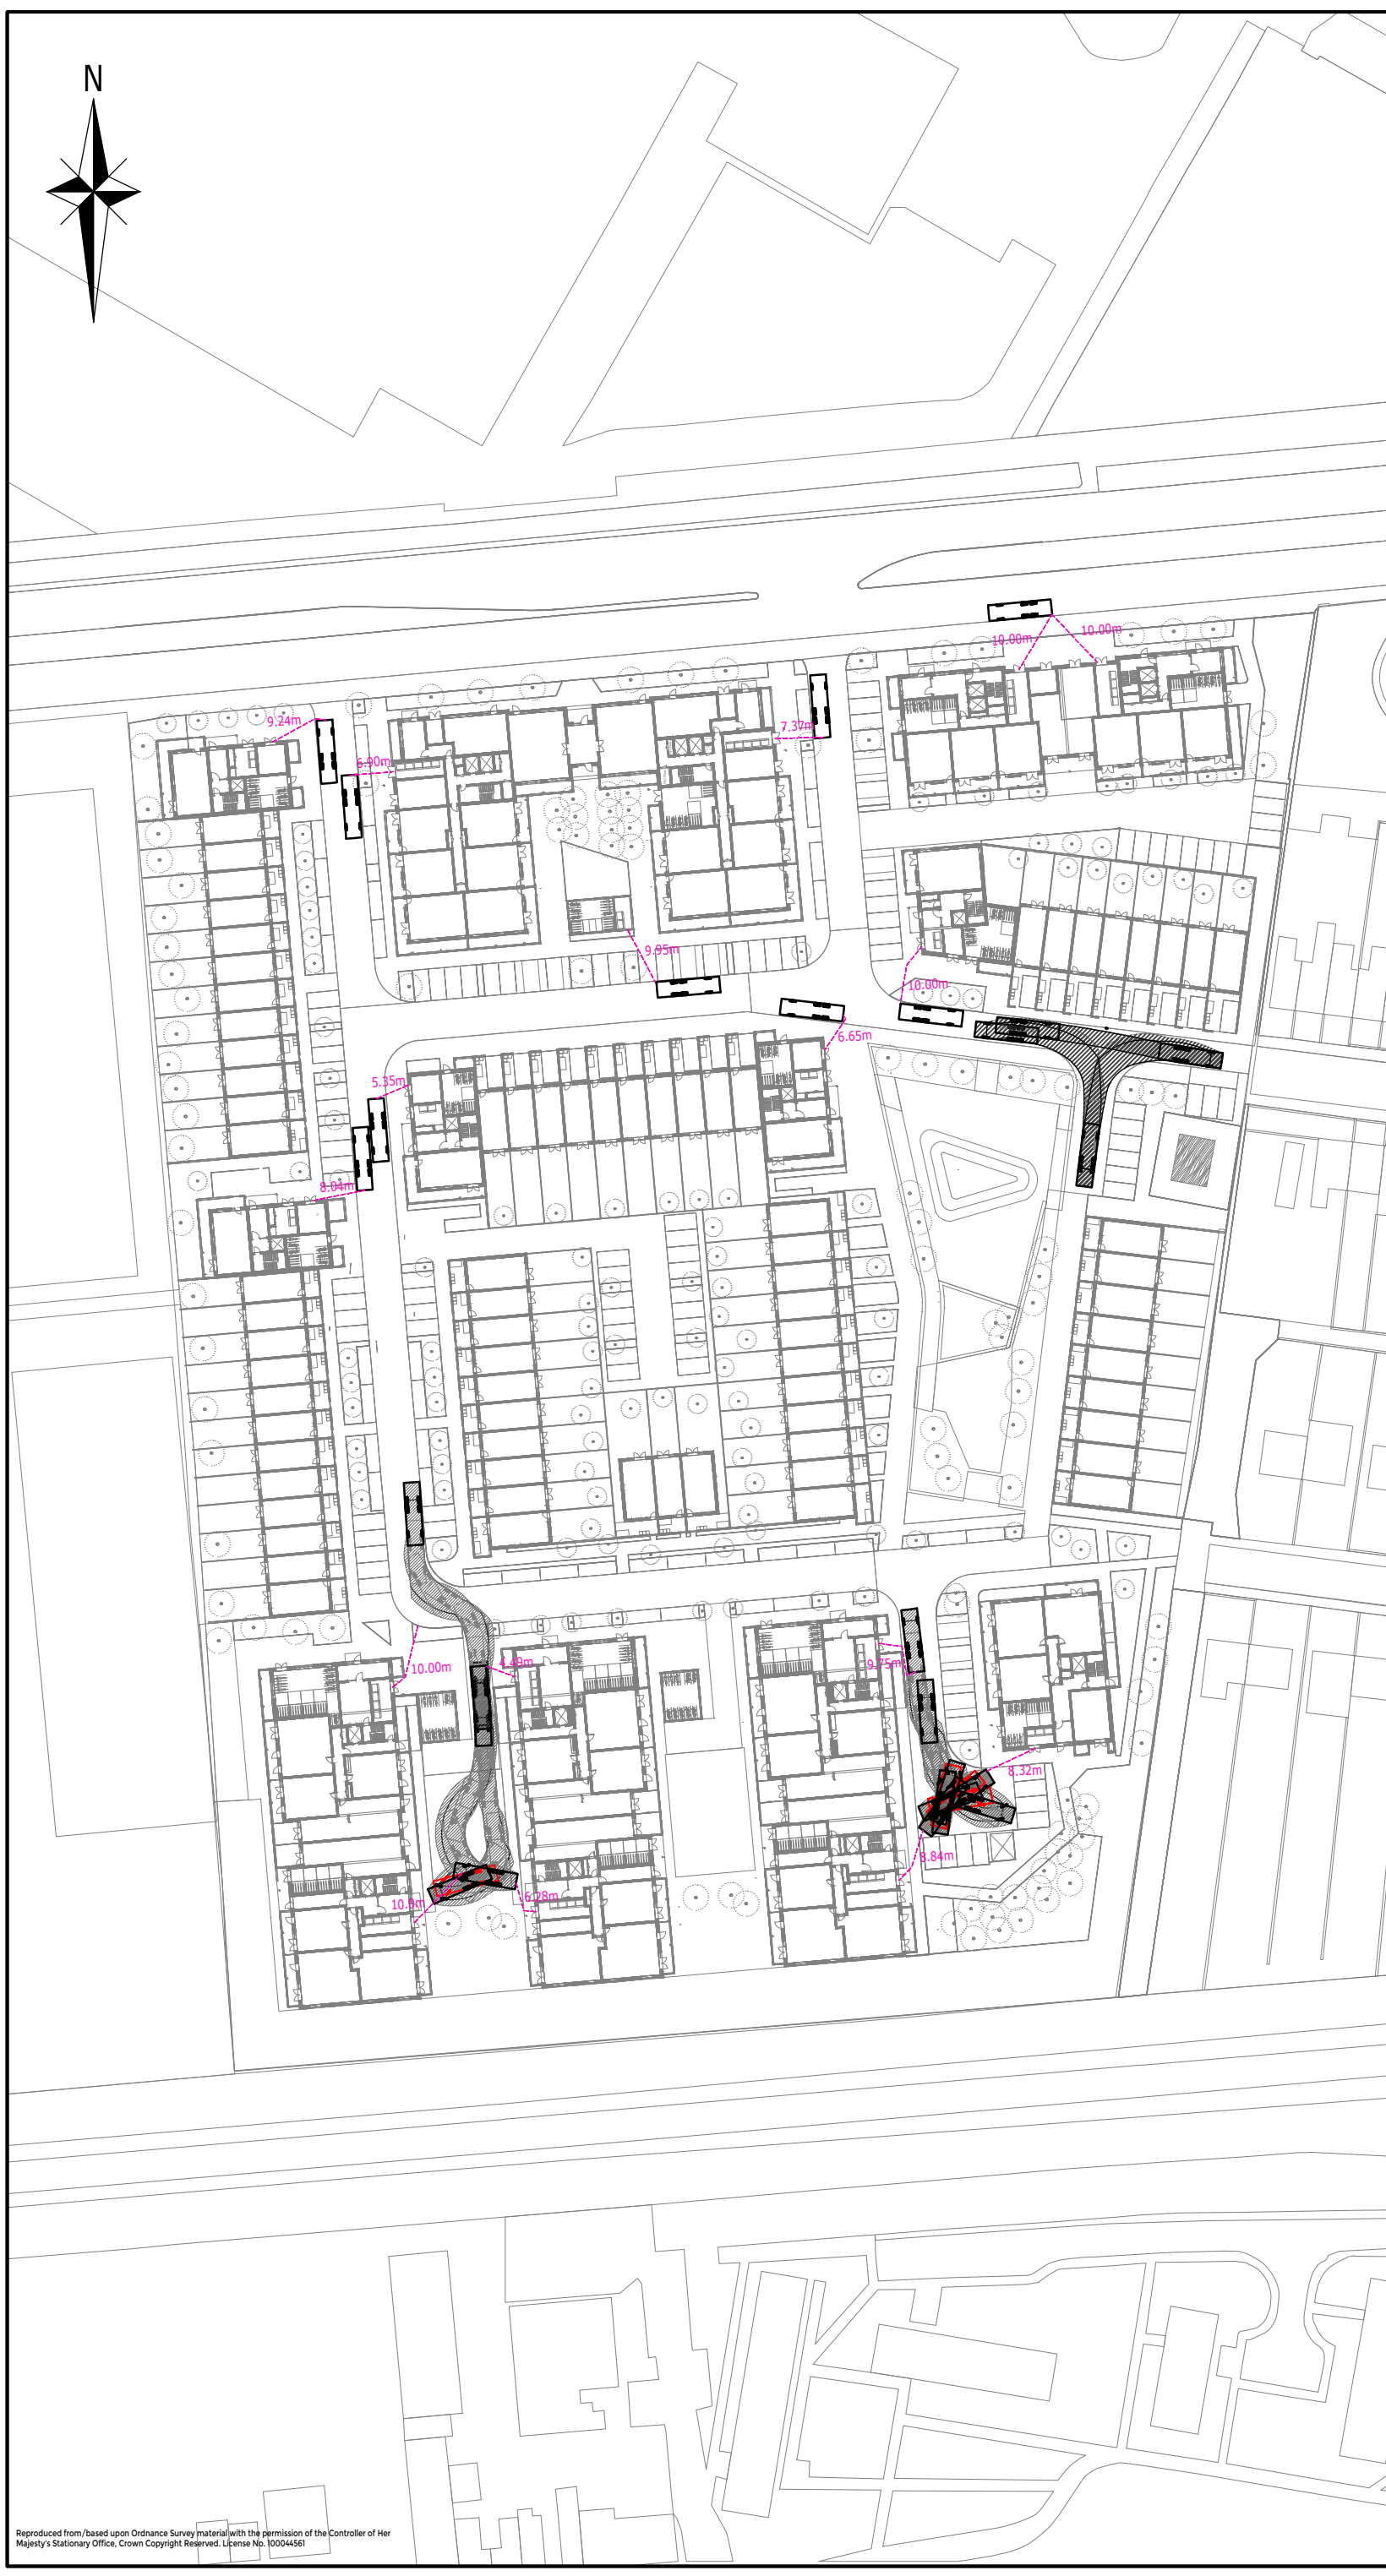 N
10.00m
10.00m
9.24m
7.37m
6.90m
9.95m
10.00m
6.65m
5.35m
8.04m
10.00m
4.49m
9.75m
8.32m
8.84m
6.28m
Reproduced from/based upon Ordnance Survey material with the permission of the Controller of Her
Majesty's Stationary Office, Crown Copyright Reserved. License No. 100044561